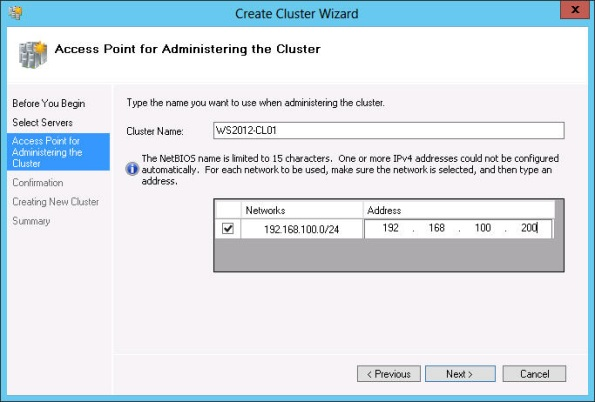 Create Cluster Wizard
x
Access Point for Administering the Cluster
Before You Begin
Select Servers
Access Point for
Administering the
Cluster
Confirmation
Creating New Cluster
Summary
Type the name you want to use when administering the cluster.
Cluster Name: WS2012-CL01
The NetBIOS name is limited to 15 characters. One or more IPv4 addresses could not be configured
automatically. For each network to be used, make sure the network is selected, and then type an
address.
Networks Address
192.168.100.0/24 192 . 168 . 100 . 200
< Previous Next > Cancel